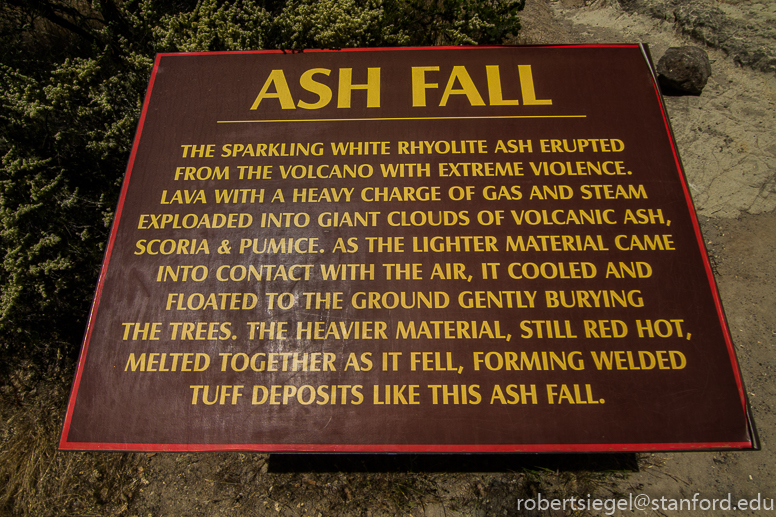 ASH FALL
THE SPARKLING WHITE RHYOLITE ASH ERUPTED
FROM THE VOLCANO WITH EXTREME VIOLENCE.
LAVA WITH A HEAVY CHARGE OF GAS AND STEAM
EXPLOADED INTO GIANT CLOUDS OF VOLCANIC ASH,
SCORIA & PUMICE. AS THE LIGHTER MATERIAL CAME
INTO CONTACT WITH THE AIR, IT COOLED AND
FLOATED TO THE GROUND GENTLY BURYING
THE TREES. THE HEAVIER MATERIAL, STILL RED HOT,
MELTED TOGETHER AS IT FELL, FORMING WELDED
TUFF DEPOSITS LIKE THIS ASH FALL.
robertsiegel@stanford.edu